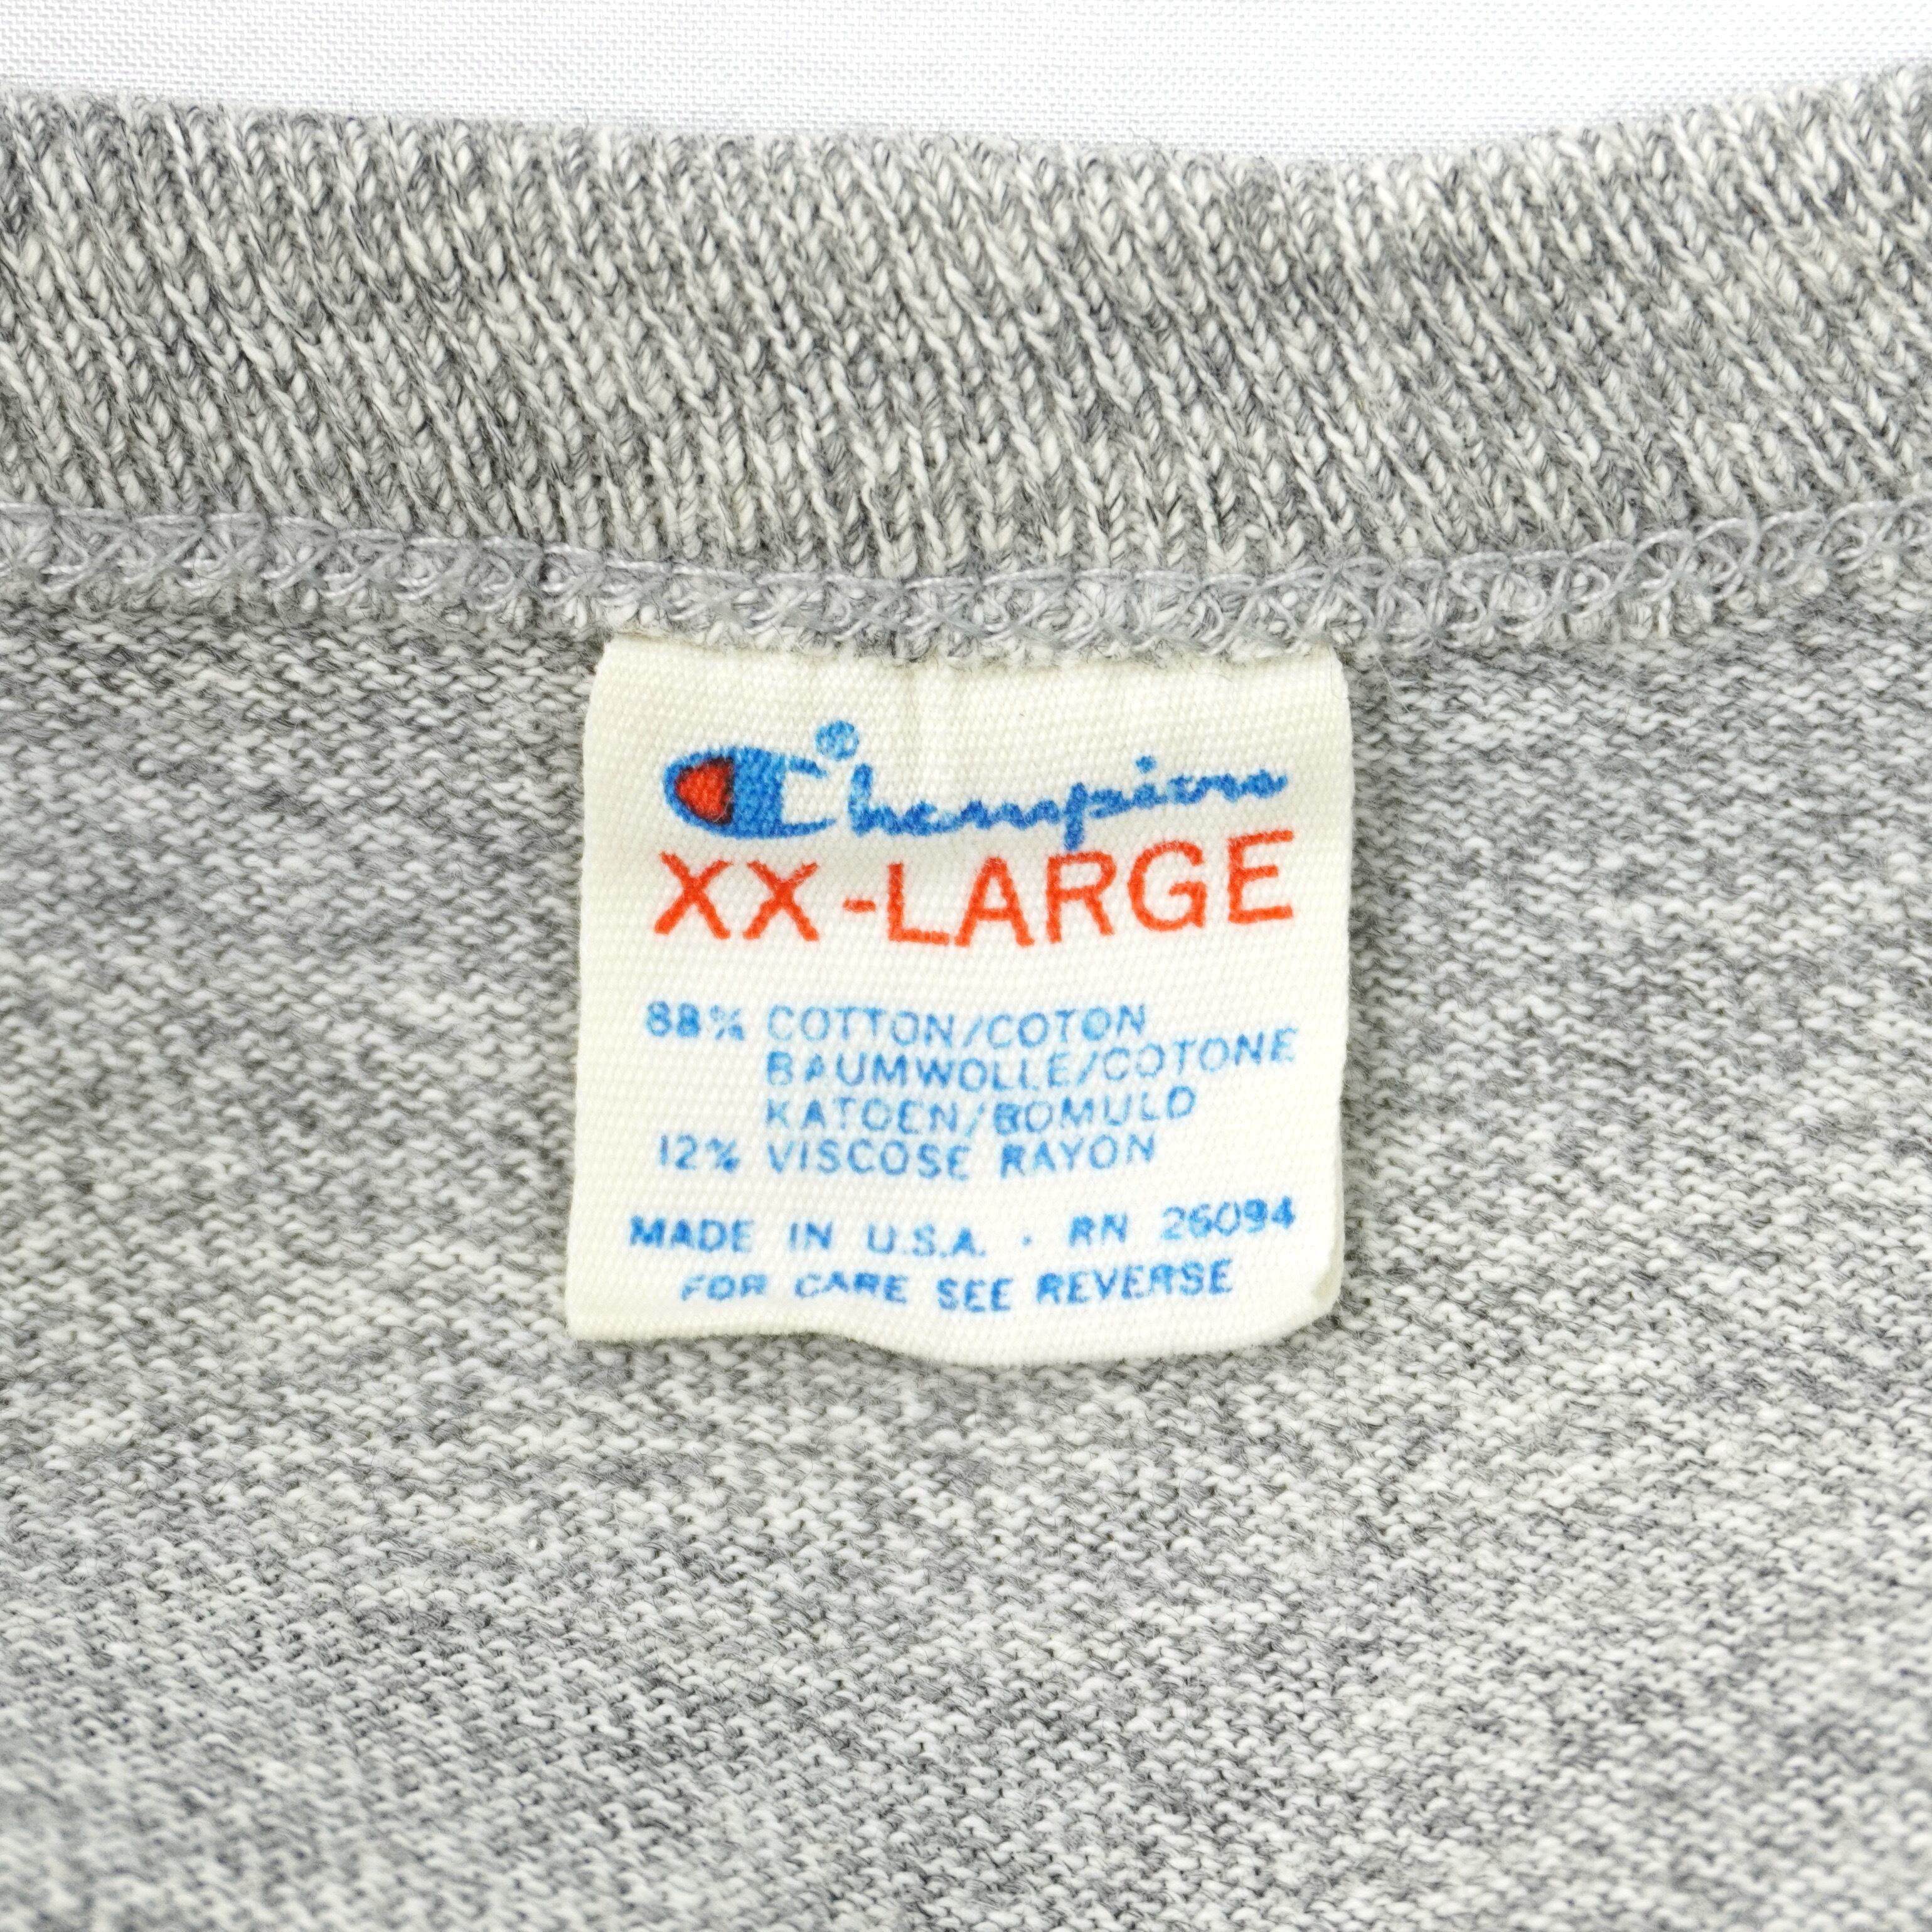 Champion®
XX-LARGE
88% COTTON/COTON
BAUMWOLLE/COTONE
KATOEN/BOMULD
12% VISCOSE RAYON
MADE IN U.S.A. · RN 26094
FOR CARE SEE REVERSE